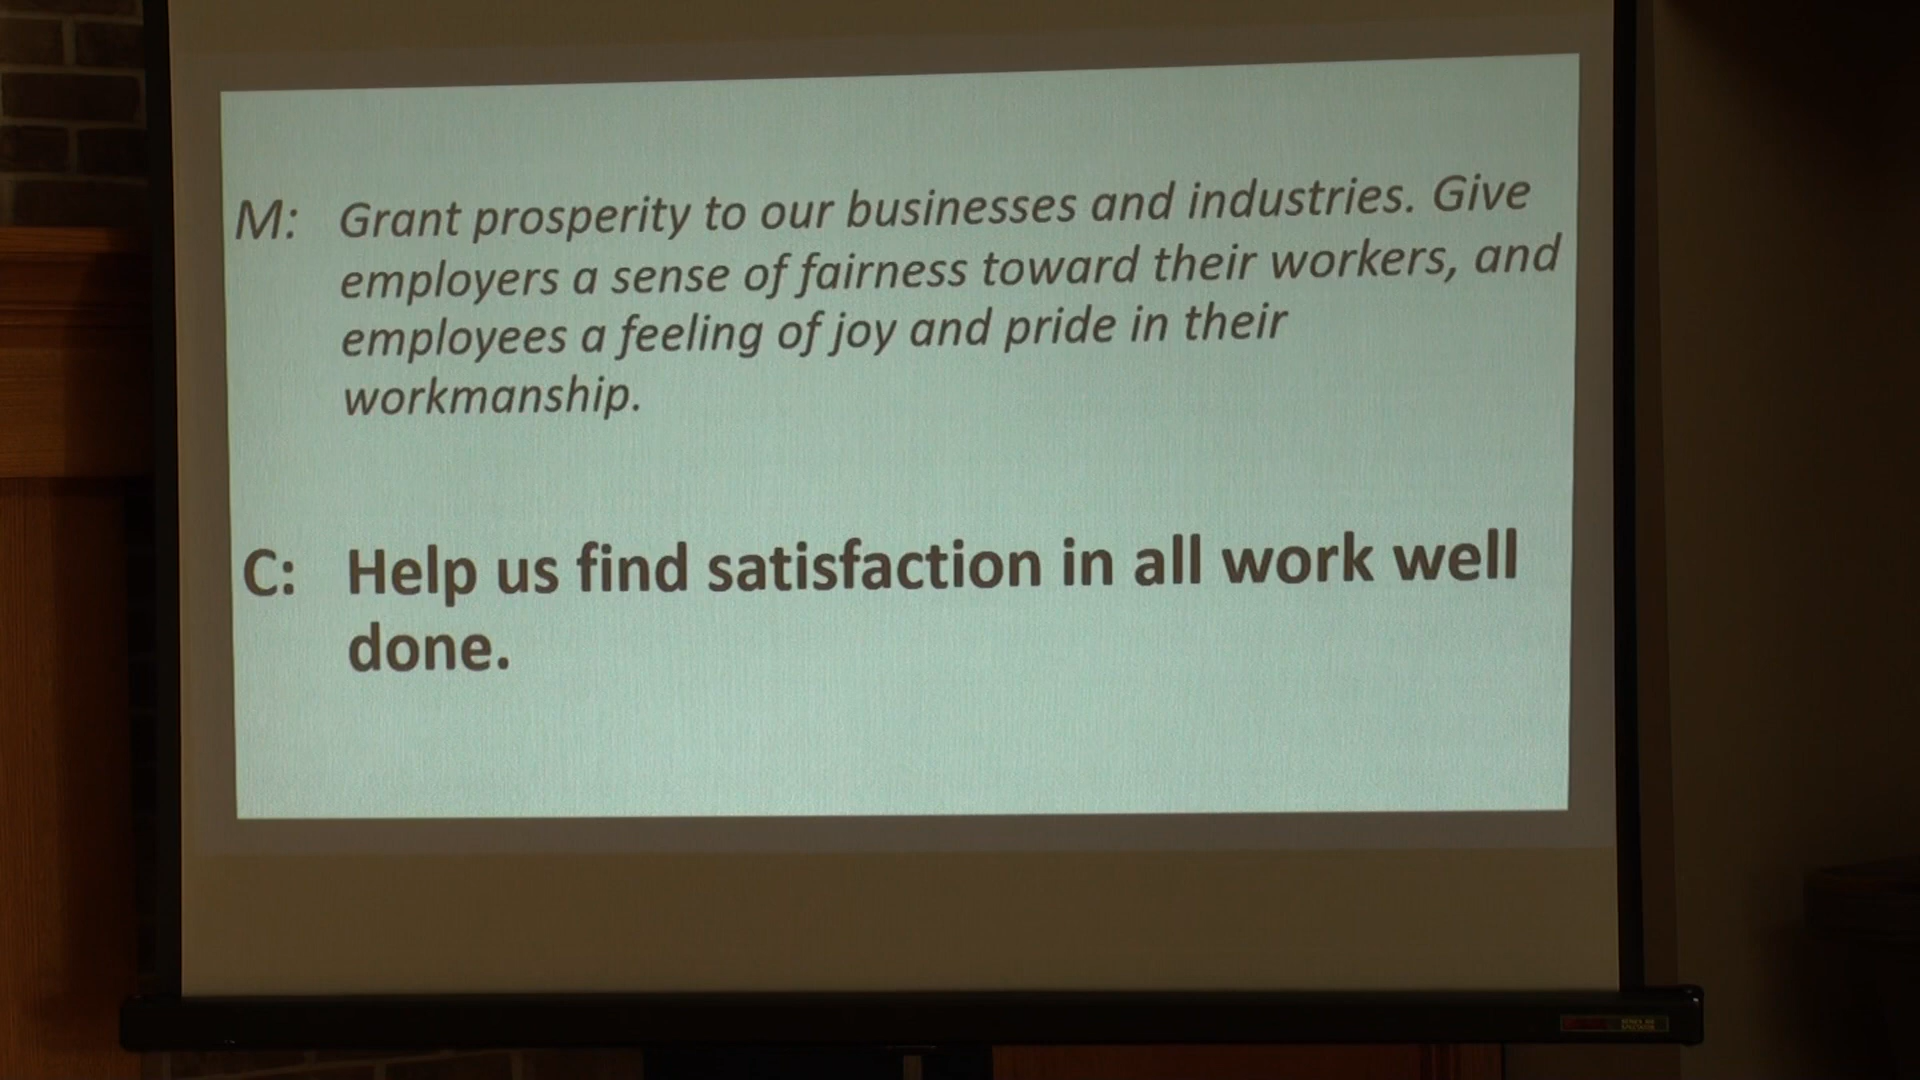 M: Grant prosperity to our businesses and industries. Give
employers a sense of fairness toward their workers, and
employees a feeling of joy and pride in their
workmanship.
C: Help us find satisfaction in all work well
done.